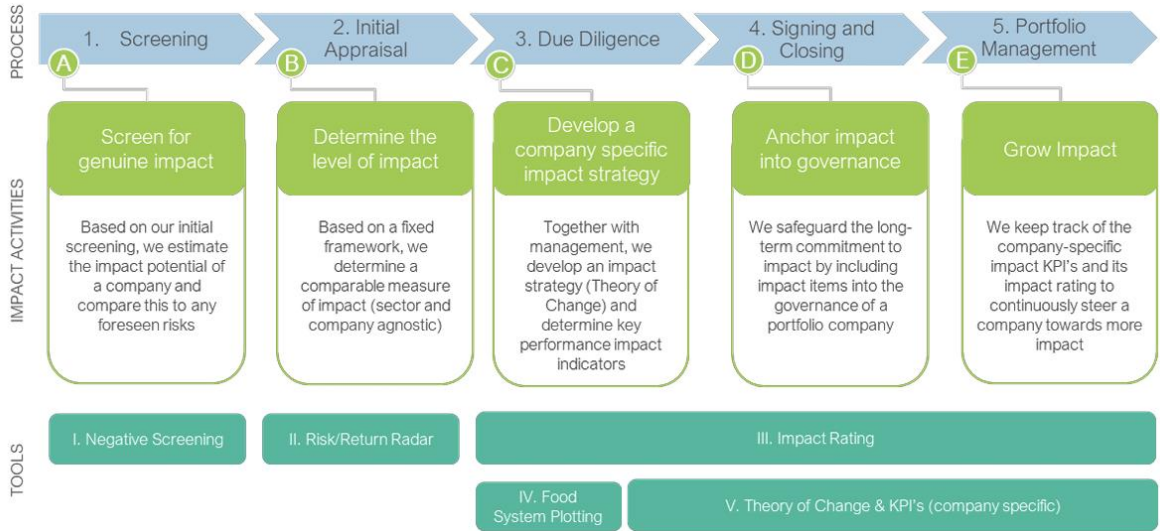 PROCESS
1. Screening
2. Initial
Appraisal
3. Due Diligence
4. Signing and
Closing
5. Portfolio
Management
A
B
C
D
E
IMPACT ACTIVITIES
Screen for
genuine impact
Based on our initial
screening, we estimate
the impact potential of
a company and
compare this to any
foreseen risks
Determine the
level of impact
Based on a fixed
framework, we
determine a
comparable measure
of impact (sector and
company agnostic)
Develop a
company specific
impact strategy
Together with
management, we
develop an impact
strategy (Theory of
Change) and
determine key
performance impact
indicators
Anchor impact
into governance
We safeguard the long-
term commitment to
impact by including
impact items into the
governance of a
portfolio company
Grow Impact
We keep track of the
company-specific
impact KPI's and its
impact rating to
continuously steer a
company towards more
impact
TOOLS
I. Negative Screening
II. Risk/Return Radar
III. Impact Rating
IV. Food
System Plotting
V. Theory of Change & KPI's (company specific)